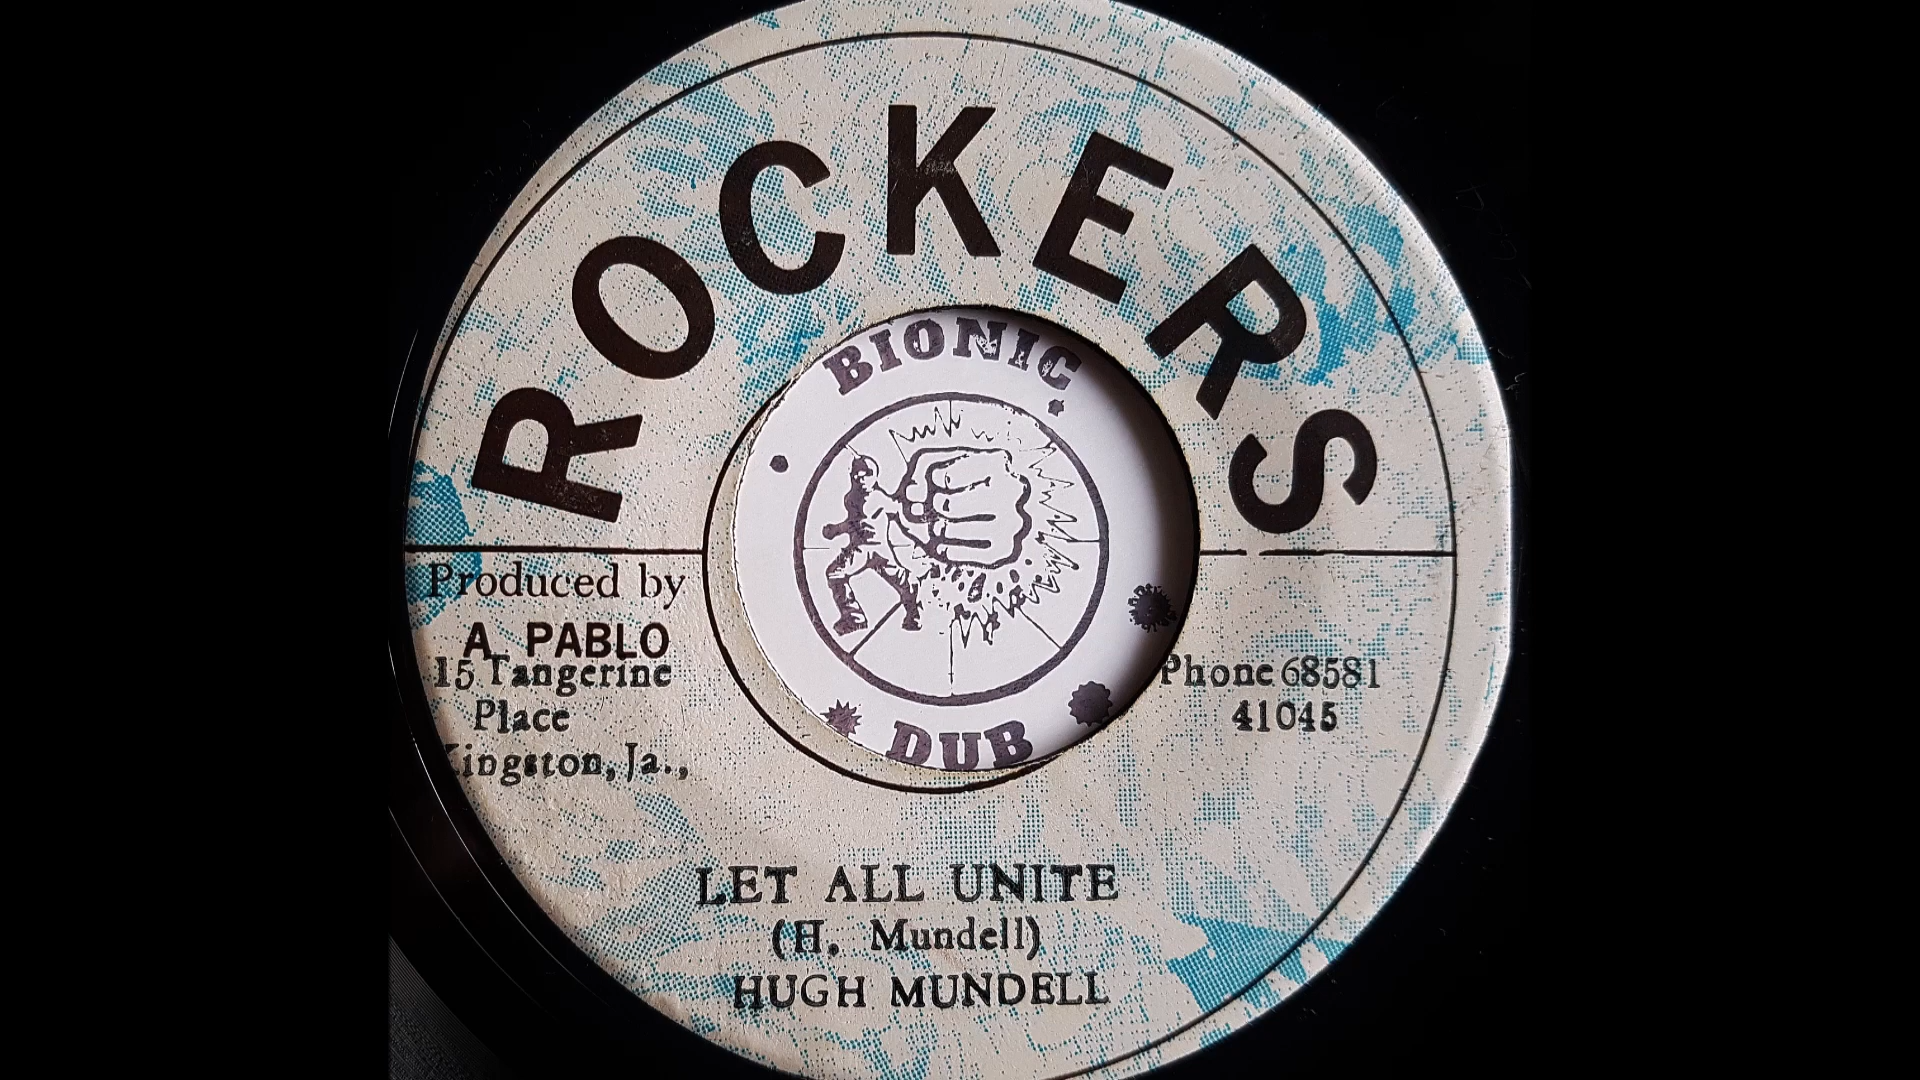 ROCKERS
BIONIC
DUB
Produced by
A. PABLO
15 Tangerine
Place
Kingston, Ja.,
Phone 68581
41045
LET ALL UNITE
(H. Mundell)
HUGH MUNDELL